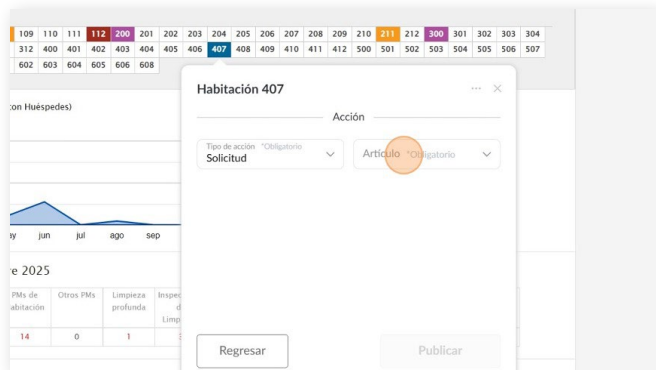 109 110 111 112 200 201 202 203 204 205 206 207 208 209 210 211 212 300 301 302 303 304
312 400 401 402 403 404 405 406 407 408 409 410 411 412 500 501 502 503 504 505 506 507
602 603 604 605 606 608
Habitación 407
con Huéspedes)
Acción
Tipo de acción *Obligatorio
Solicitud
Artículo *Obligatorio
jun jul ago sep
re 2025
PMs de Otros PMs Limpieza
profunda
14 0 1
Regresar
Publicar